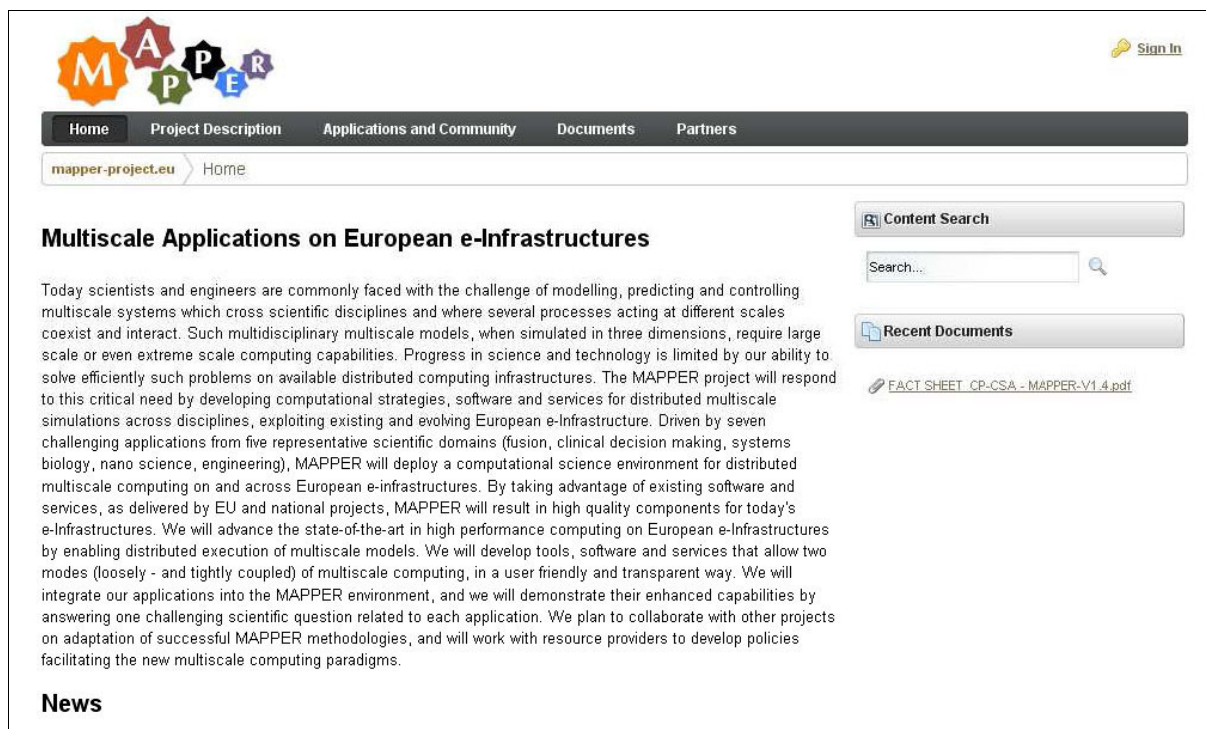 MAPPER
Sign In
Home Project Description Applications and Community Documents Partners
mapper-project.eu Home
Multiscale Applications on European e-Infrastructures
Today scientists and engineers are commonly faced with the challenge of modelling, predicting and controlling
multiscale systems which cross scientific disciplines and where several processes acting at different scales
coexist and interact. Such multidisciplinary multiscale models, when simulated in three dimensions, require large
scale or even extreme scale computing capabilities. Progress in science and technology is limited by our ability to
solve efficiently such problems on available distributed computing infrastructures. The MAPPER project will respond
to this critical need by developing computational strategies, software and services for distributed multiscale
simulations across disciplines, exploiting existing and evolving European e-Infrastructure. Driven by seven
challenging applications from five representative scientific domains (fusion, clinical decision making, systems
biology, nano science, engineering), MAPPER will deploy a computational science environment for distributed
multiscale computing on and across European e-infrastructures. By taking advantage of existing software and
services, as delivered by EU and national projects, MAPPER will result in high quality components for today's
e-Infrastructures. We will advance the state-of-the-art in high performance computing on European e-Infrastructures
by enabling distributed execution of multiscale models. We will develop tools, software and services that allow two
modes (loosely - and tightly coupled) of multiscale computing, in a user friendly and transparent way. We will
integrate our applications into the MAPPER environment, and we will demonstrate their enhanced capabilities by
answering one challenging scientific question related to each application. We plan to collaborate with other projects
on adaptation of successful MAPPER methodologies, and will work with resource providers to develop policies
facilitating the new multiscale computing paradigms.
News
Content Search
Search...
Recent Documents
FACT SHEET CP-CSA - MAPPER-V1.4.pdf